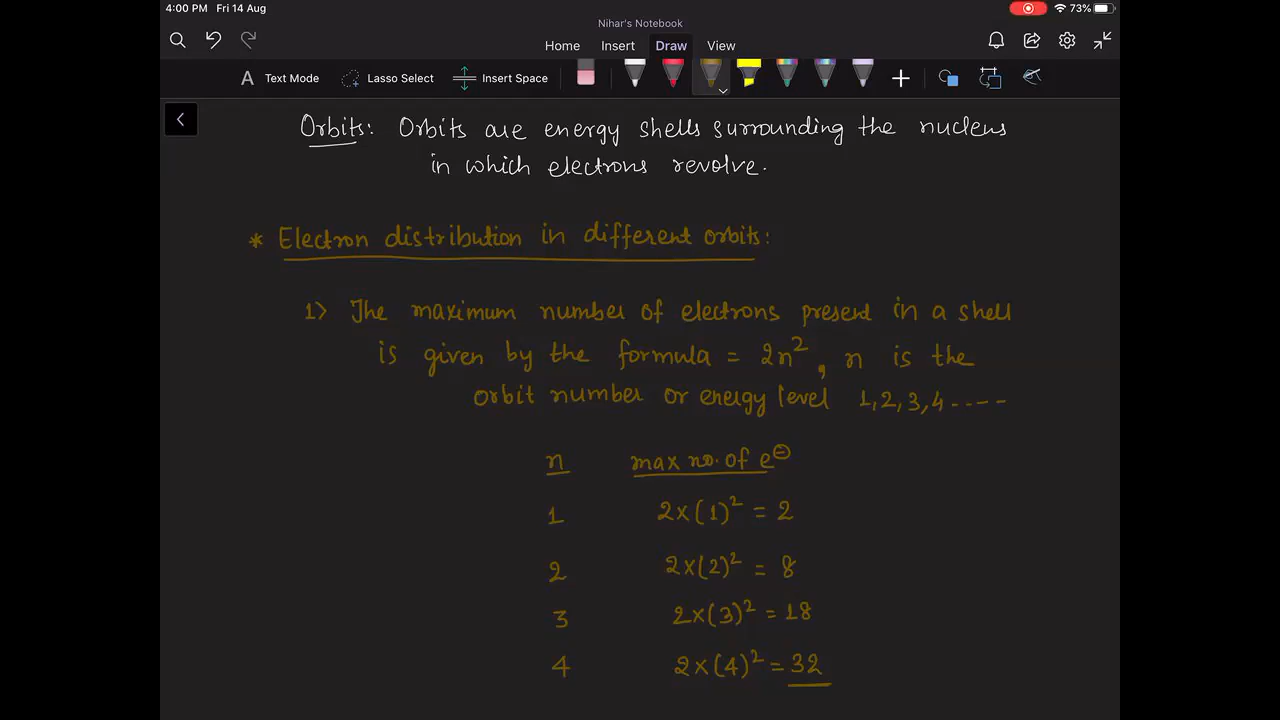 4:00 PM Fri 14 Aug
73%
Nihar's Notebook
Home Insert Draw View
A Text Mode Lasso Select Insert Space
Orbits: Orbits are energy shells surrounding the nucleus
in which electrons revolve.
* Electron distribution in different orbits:
1> The maximum number of electrons present in a shell
is given by the formula = 2n², n is the
orbit number or energy level 1,2,3,4----
n max no. of e⊖
1 2×(1)² = 2
2 2×(2)² = 8
3 2×(3)² = 18
4 2×(4)² = 32